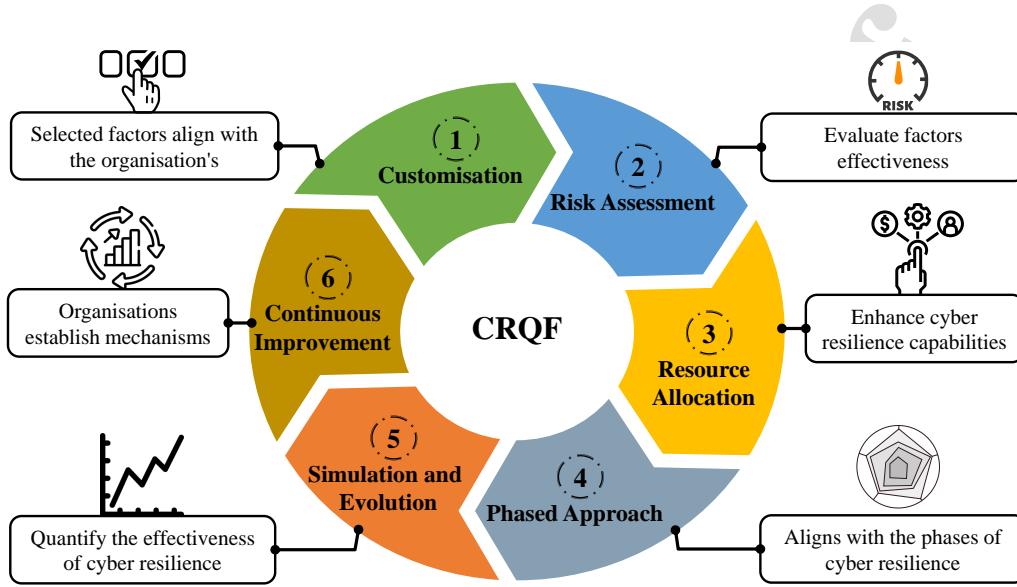 Selected factors align with
the organisation's
1
Customisation
2
Risk Assessment
RISK
Evaluate factors
effectiveness
Organisations
establish mechanisms
6
Continuous
Improvement
CRQF
3
Resource
Allocation
$
Enhance cyber
resilience capabilities
5
Simulation and
Evolution
4
Phased Approach
Quantify the effectiveness
of cyber resilience
Aligns with the phases of
cyber resilience